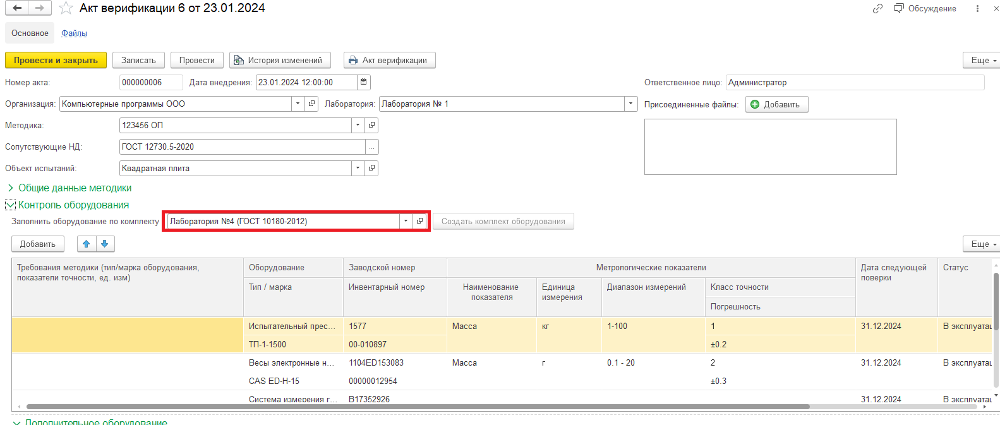 Акт верификации 6 от 23.01.2024
Обсуждение
Основное Файлы
Провести и закрыть Записать Провести История изменений Акт верификации Еще
Номер акта: 000000006 Дата внедрения: 23.01.2024 12:00:00 Ответственное лицо: Администратор
Организация: Компьютерные программы ООО Лаборатория: Лаборатория № 1 Присоединенные файлы: Добавить
Методика: 123456 ОП
Сопутствующие НД: ГОСТ 12730.5-2020 ...
Объект испытаний: Квадратная плита
Общие данные методики
Контроль оборудования
Заполнить оборудование по комплекту Лаборатория №4 (ГОСТ 10180-2012) Создать комплект оборудования
Добавить Еще
Требования методики (тип/марка оборудования,
показатели точности, ед. изм)
Оборудование Заводской номер Метрологические показатели
Дата следующей
поверки
Статус
Тип / марка Инвентарный номер
Наименование
показателя
Единица
измерения
Диапазон измерений Класс точности
Погрешность
Испытательный прес... 1577 Масса кг 1-100 1 31.12.2024 В эксплуатац
ТП-1-1500 00-010897 ±0.2
Весы электронные н... 1104ED153083 Масса г 0.1 - 20 2 31.12.2024 В эксплуатац
CAS ED-H-15 00000012954 ±0.3
Система измерения г... B17352926 31.12.2024 В эксплуатац
Дополнительное оборудование